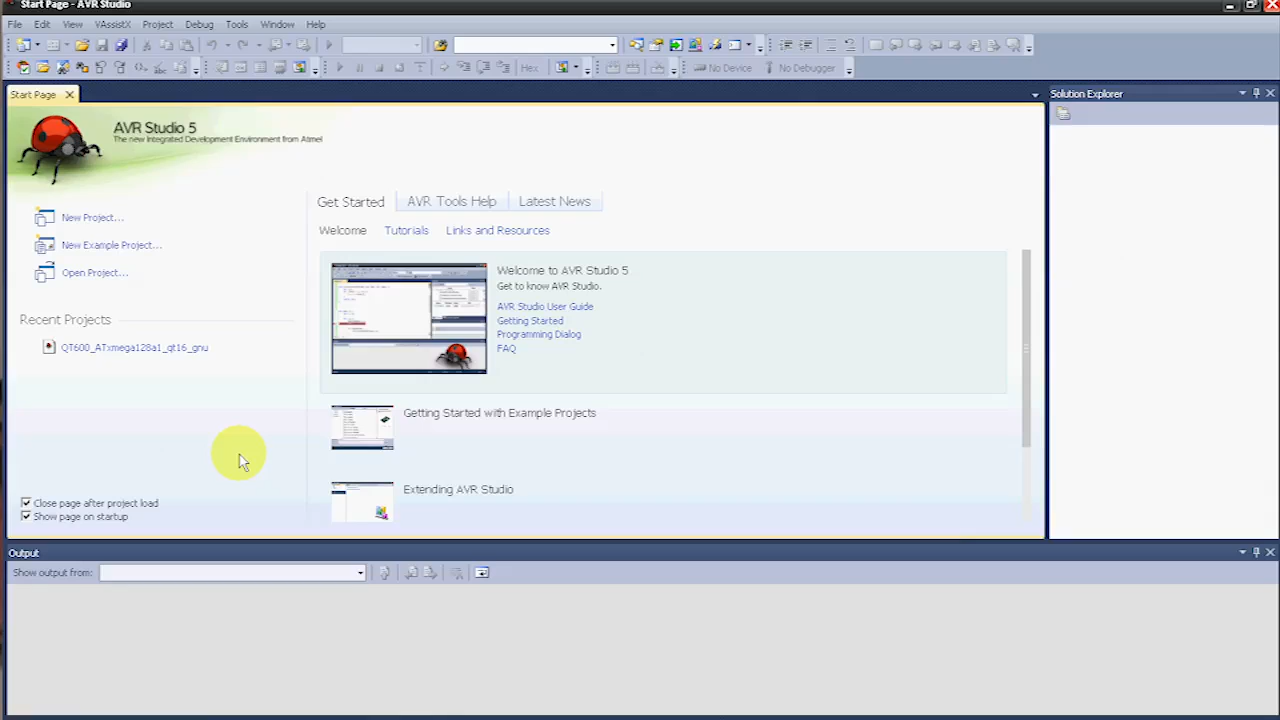 Start Page - AVR Studio
File Edit View VAssistX Project Debug Tools Window Help
Hex No Device No Debugger
Start Page
Solution Explorer
AVR Studio 5
The new Integrated Development Environment from Atmel
New Project...
New Example Project...
Open Project...
Recent Projects
QT600_ATxmega128a1_qt16_gnu
Close page after project load
Show page on startup
Get Started AVR Tools Help Latest News
Welcome Tutorials Links and Resources
Welcome to AVR Studio 5
Get to know AVR Studio.
AVR Studio User Guide
Getting Started
Programming Dialog
FAQ
Getting Started with Example Projects
Extending AVR Studio
Output
Show output from: